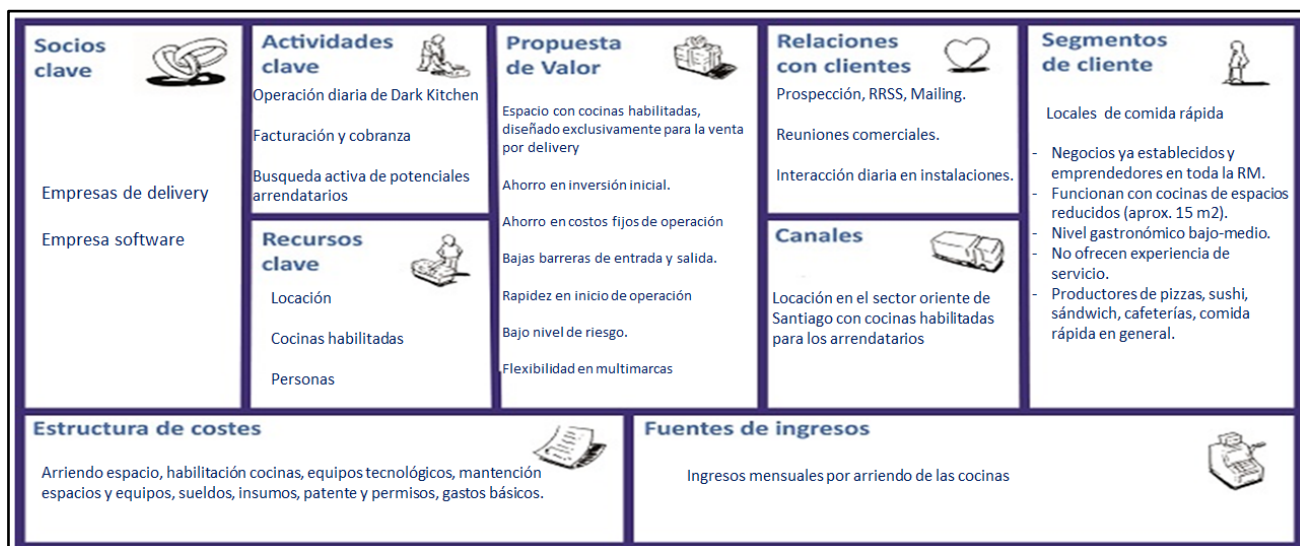 Socios
clave
Empresas de delivery
Empresa software
Actividades
clave
Operación diaria de Dark Kitchen
Facturación y cobranza
Busqueda activa de potenciales
arrendatarios
Recursos
clave
Locación
Cocinas habilitadas
Personas
Propuesta
de Valor
Espacio con cocinas habilitadas,
diseñado exclusivamente para la venta
por delivery
Ahorro en inversión inicial.
Ahorro en costos fijos de operación
Bajas barreras de entrada y salida.
Rapidez en inicio de operación
Bajo nivel de riesgo.
Flexibilidad en multimarcas
Relaciones
con clientes
Prospección, RRSS, Mailing.
Reuniones comerciales.
Interacción diaria en instalaciones.
Canales
Locación en el sector oriente de
Santiago con cocinas habilitadas
para los arrendatarios
Segmentos
de cliente
Locales de comida rápida
- Negocios ya establecidos y
emprendedores en toda la RM.
- Funcionan con cocinas de espacios
reducidos (aprox. 15 m2).
- Nivel gastronómico bajo-medio.
- No ofrecen experiencia de
servicio.
- Productores de pizzas, sushi,
sándwich, cafeterías, comida
rápida en general.
Estructura de costes
Arriendo espacio, habilitación cocinas, equipos tecnológicos, mantención
espacios y equipos, sueldos, insumos, patente y permisos, gastos básicos.
Fuentes de ingresos
Ingresos mensuales por arriendo de las cocinas